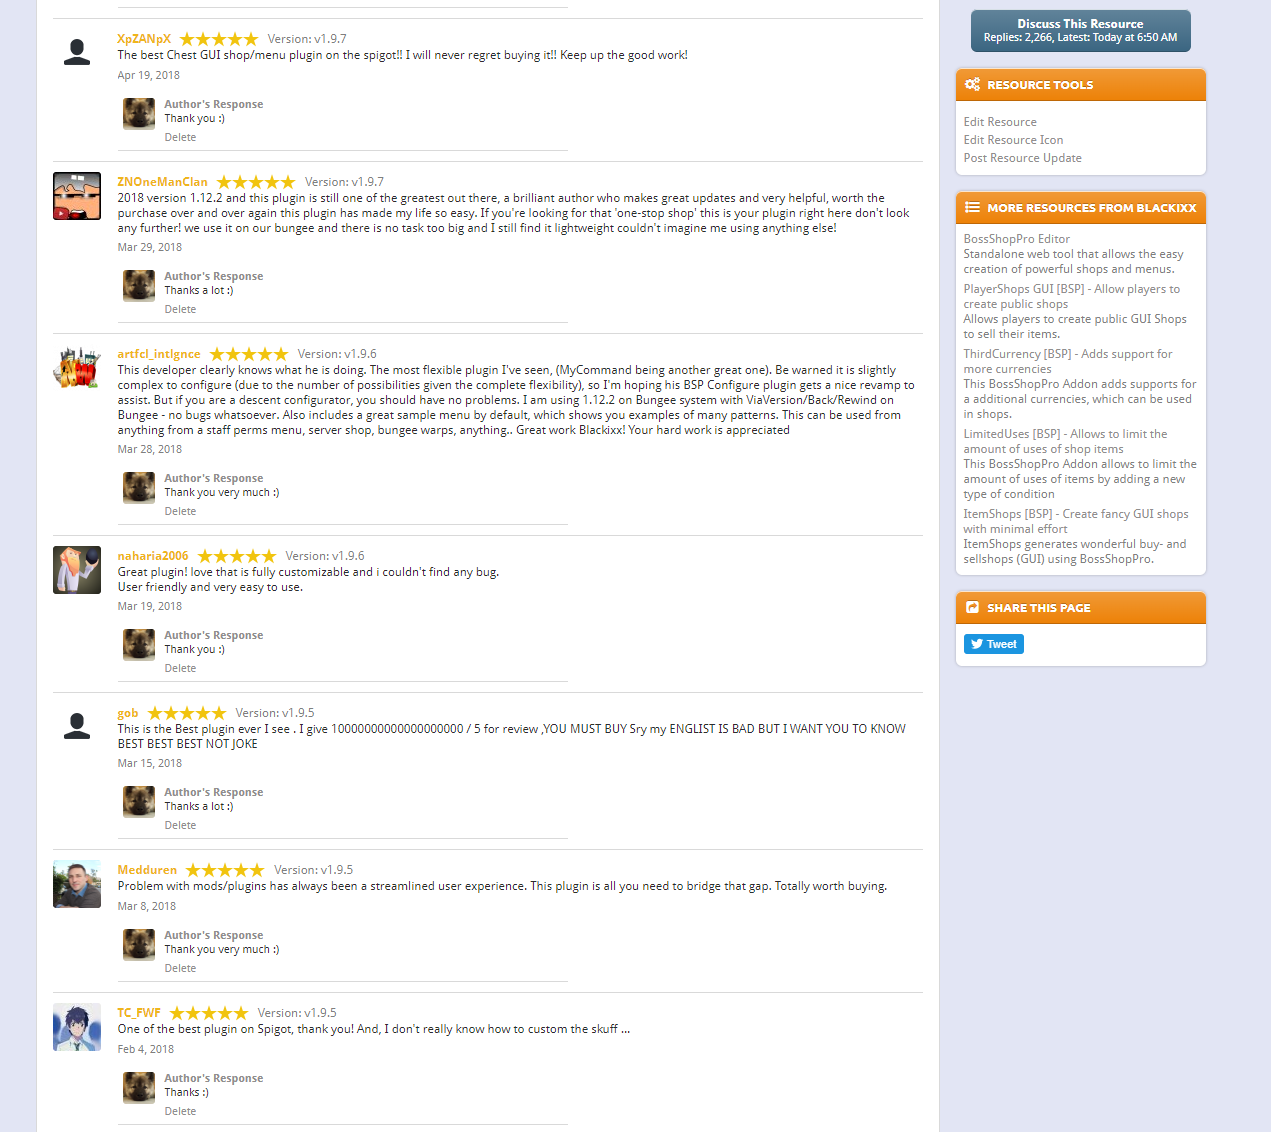 XpZANpX Version: v1.9.7
The best Chest GUI shop/menu plugin on the spigot!! I will never regret buying it!! Keep up the good work!
Apr 19, 2018
Author's Response
Thank you :)
Delete
ZNOneManClan Version: v1.9.7
2018 version 1.12.2 and this plugin is still one of the greatest out there, a brilliant author who makes great updates and very helpful, worth the
purchase over and over again this plugin has made my life so easy. If you're looking for that 'one-stop shop' this is your plugin right here don't look
any further! we use it on our bungee and there is no task too big and I still find it lightweight couldn't imagine me using anything else!
Mar 29, 2018
Author's Response
Thanks a lot :)
Delete
artfcl_intlgnce Version: v1.9.6
This developer clearly knows what he is doing. The most flexible plugin I've seen, (MyCommand being another great one). Be warned it is slightly
complex to configure (due to the number of possibilities given the complete flexibility), so I'm hoping his BSP Configure plugin gets a nice revamp to
assist. But if you are a descent configurator, you should have no problems. I am using 1.12.2 on Bungee system with ViaVersion/Back/Rewind on
Bungee - no bugs whatsoever. Also includes a great sample menu by default, which shows you examples of many patterns. This can be used from
anything from a staff perms menu, server shop, bungee warps, anything.. Great work Blackixx! Your hard work is appreciated
Mar 28, 2018
Author's Response
Thank you very much :)
Delete
naharia2006 Version: v1.9.6
Great plugin! love that is fully customizable and i couldn't find any bug.
User friendly and very easy to use.
Mar 19, 2018
Author's Response
Thank you :)
Delete
gob Version: v1.9.5
This is the Best plugin ever I see . I give 10000000000000000000 / 5 for review ,YOU MUST BUY Sry my ENGLIST IS BAD BUT I WANT YOU TO KNOW
BEST BEST BEST NOT JOKE
Mar 15, 2018
Author's Response
Thanks a lot :)
Delete
Medduren Version: v1.9.5
Problem with mods/plugins has always been a streamlined user experience. This plugin is all you need to bridge that gap. Totally worth buying.
Mar 8, 2018
Author's Response
Thank you very much :)
Delete
TC_FWF Version: v1.9.5
One of the best plugin on Spigot, thank you! And, I don't really know how to custom the skuff ...
Feb 4, 2018
Author's Response
Thanks :)
Delete
Discuss This Resource
Replies: 2,266, Latest: Today at 6:50 AM
RESOURCE TOOLS
Edit Resource
Edit Resource Icon
Post Resource Update
MORE RESOURCES FROM BLACKIXX
BossShopPro Editor
Standalone web tool that allows the easy
creation of powerful shops and menus.
PlayerShops GUI [BSP] - Allow players to
create public shops
Allows players to create public GUI Shops
to sell their items.
ThirdCurrency [BSP] - Adds support for
more currencies
This BossShopPro Addon adds supports for
a additional currencies, which can be used
in shops.
LimitedUses [BSP] - Allows to limit the
amount of uses of shop items
This BossShopPro Addon allows to limit the
amount of uses of items by adding a new
type of condition
ItemShops [BSP] - Create fancy GUI shops
with minimal effort
ItemShops generates wonderful buy- and
sellshops (GUI) using BossShopPro.
SHARE THIS PAGE
Tweet